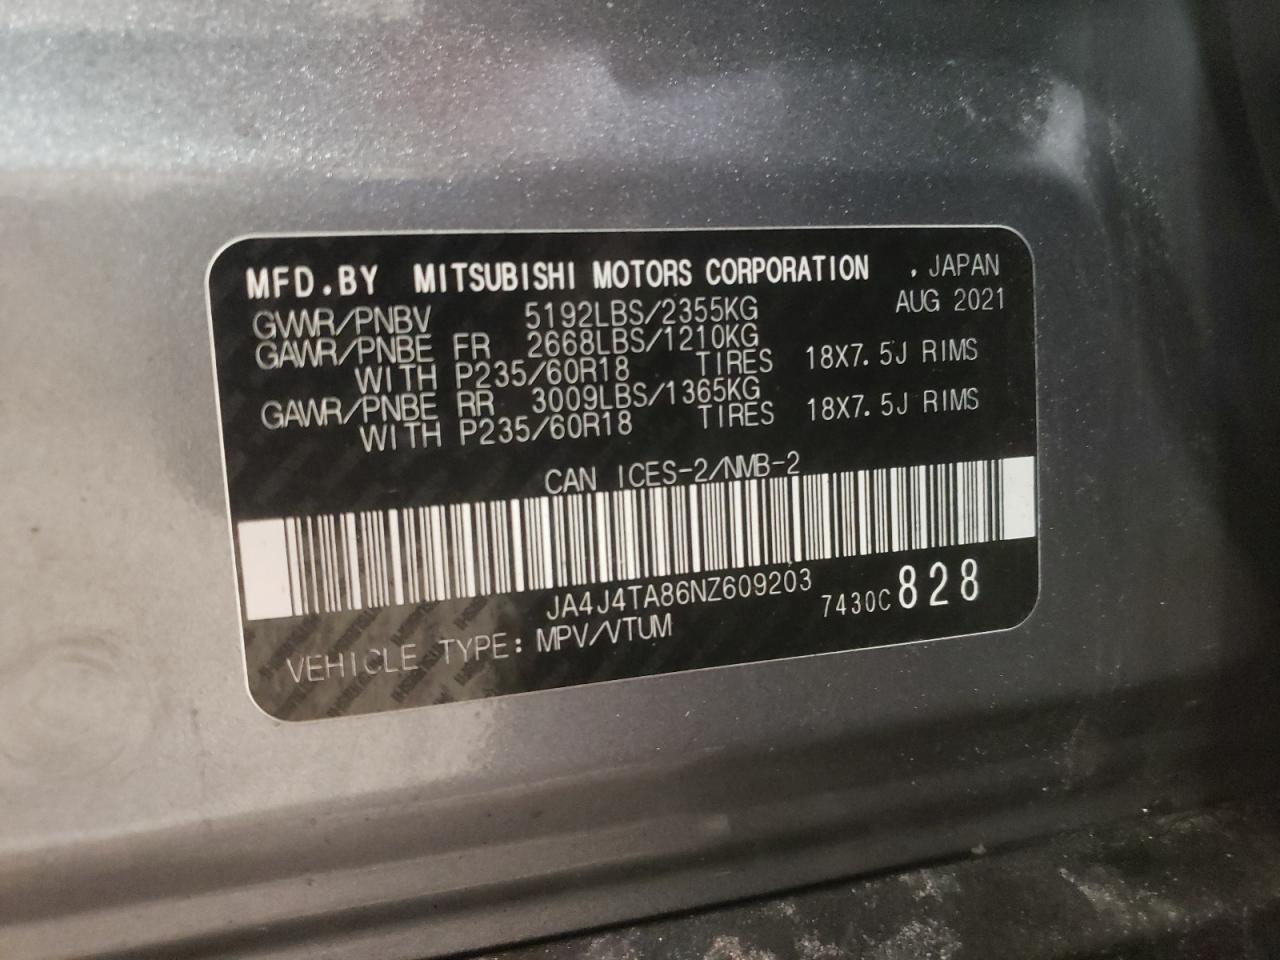 MFD.BY MITSUBISHI MOTORS CORPORATION , JAPAN
GVWR/PNBV 5192LBS/2355KG AUG 2021
GAWR/PNBE FR 2668LBS/1210KG
WITH P235/60R18 TIRES 18X7.5J RIMS
GAWR/PNBE RR 3009LBS/1365KG
WITH P235/60R18 TIRES 18X7.5J RIMS
CAN ICES-2/NMB-2
JA4J4TA86NZ609203 7430C 828
VEHICLE TYPE: MPV/VTUM